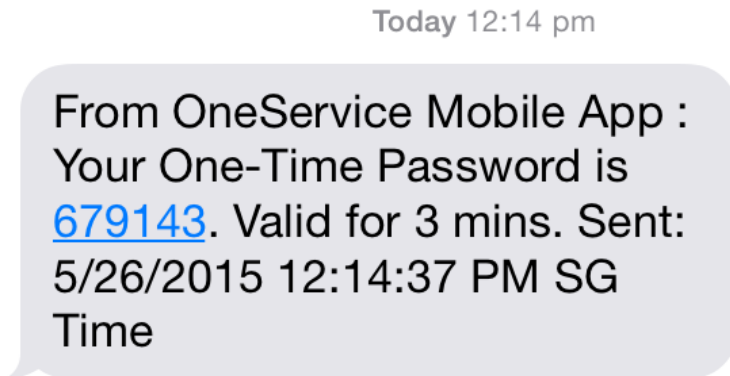 Today 12:14 pm
From OneService Mobile App :
Your One-Time Password is
679143. Valid for 3 mins. Sent:
5/26/2015 12:14:37 PM SG
Time